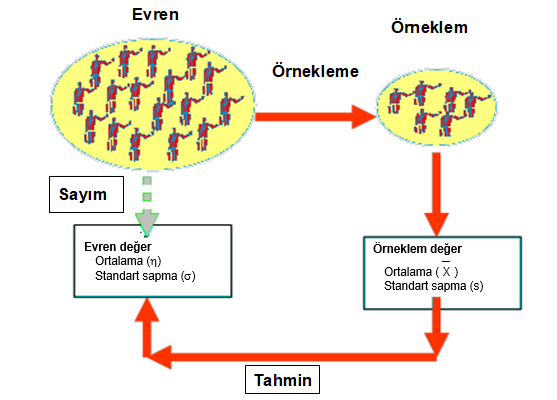 Evren
Örneklem
Örnekleme
Sayım
Evren değer
Ortalama (η)
Standart sapma (σ)
Örneklem değer
Ortalama ( X̄ )
Standart sapma (s)
Tahmin